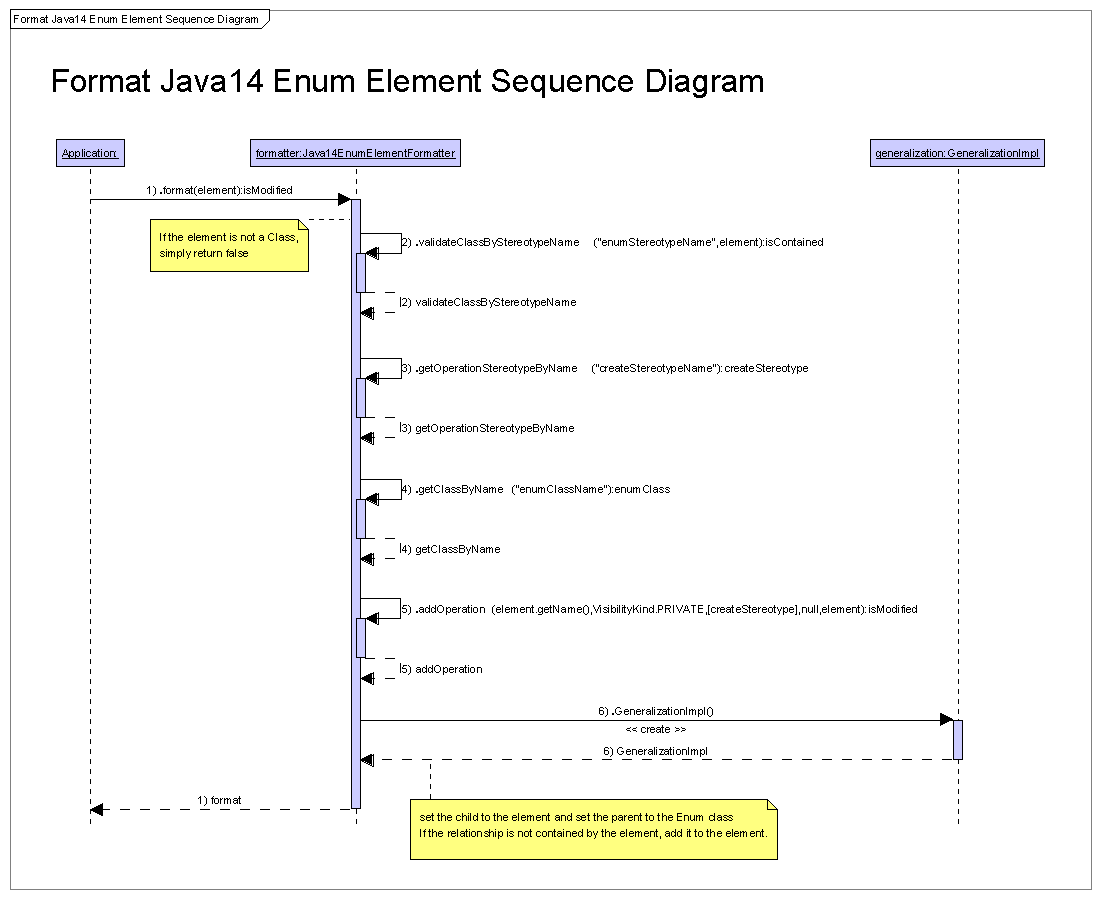 Format Java14 Enum Element Sequence Diagram
Format Java14 Enum Element Sequence Diagram
Application:
formatter:Java14EnumElementFormatter
generalization:GeneralizationImpl
1) .format(element):isModified
If the element is not a Class,
simply return false
2) .validateClassByStereotypeName ("enumStereotypeName",element):isContained
2) validateClassByStereotypeName
3) .getOperationStereotypeByName ("createStereotypeName"):createStereotype
3) getOperationStereotypeByName
4) .getClassByName ("enumClassName"):enumClass
4) getClassByName
5) .addOperation (element.getName(),VisibilityKind.PRIVATE,[createStereotype],null,element):isModified
5) addOperation
6) .GeneralizationImpl()
<< create >>
6) GeneralizationImpl
1) format
set the child to the element and set the parent to the Enum class
If the relationship is not contained by the element, add it to the element.